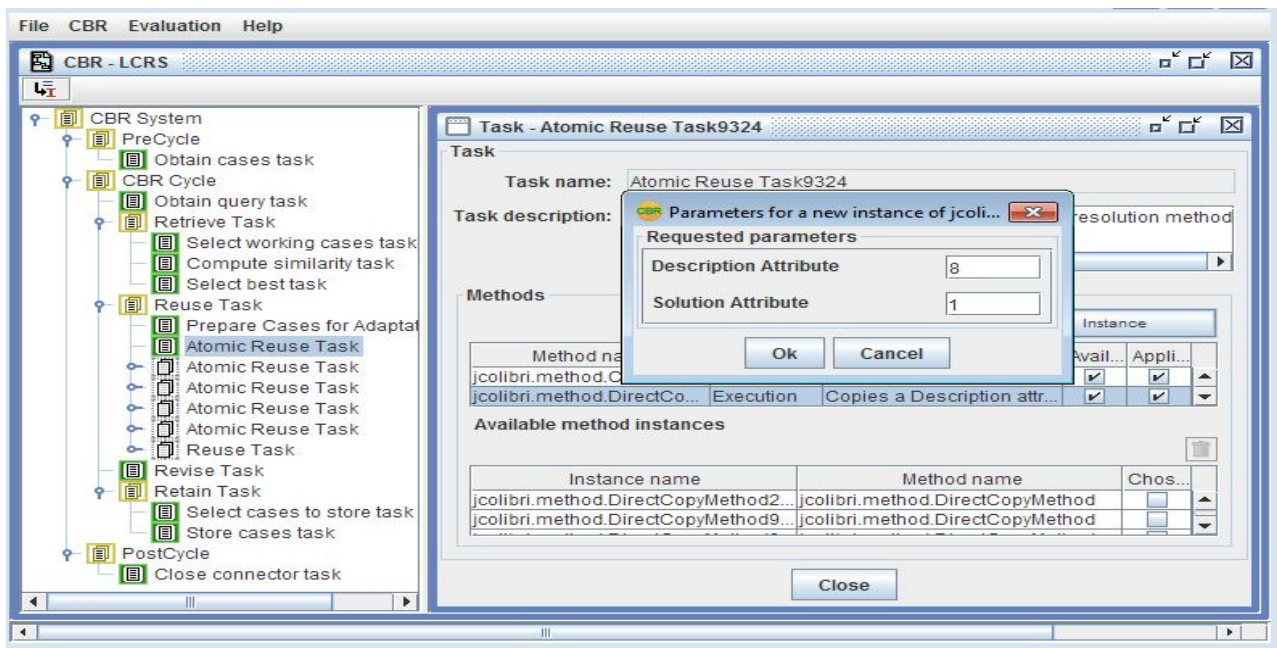 File CBR Evaluation Help
CBR - LCRS
CBR System
PreCycle
Obtain cases task
CBR Cycle
Obtain query task
Retrieve Task
Select working cases task
Compute similarity task
Select best task
Reuse Task
Prepare Cases for Adaptat
Atomic Reuse Task
Atomic Reuse Task
Atomic Reuse Task
Atomic Reuse Task
Atomic Reuse Task
Reuse Task
Revise Task
Retain Task
Select cases to store task
Store cases task
PostCycle
Close connector task
Task - Atomic Reuse Task9324
Task
Task name: Atomic Reuse Task9324
Task description: resolution method
CBR Parameters for a new instance of jcoli...
Requested parameters
Description Attribute 8
Solution Attribute 1
Ok Cancel
Methods
Instance
Method na Avail... Appli...
jcolibri.method.C
jcolibri.method.DirectCo... Execution Copies a Description attr...
Available method instances
Instance name Method name Chos...
jcolibri.method.DirectCopyMethod2... jcolibri.method.DirectCopyMethod
jcolibri.method.DirectCopyMethod9... jcolibri.method.DirectCopyMethod
Close